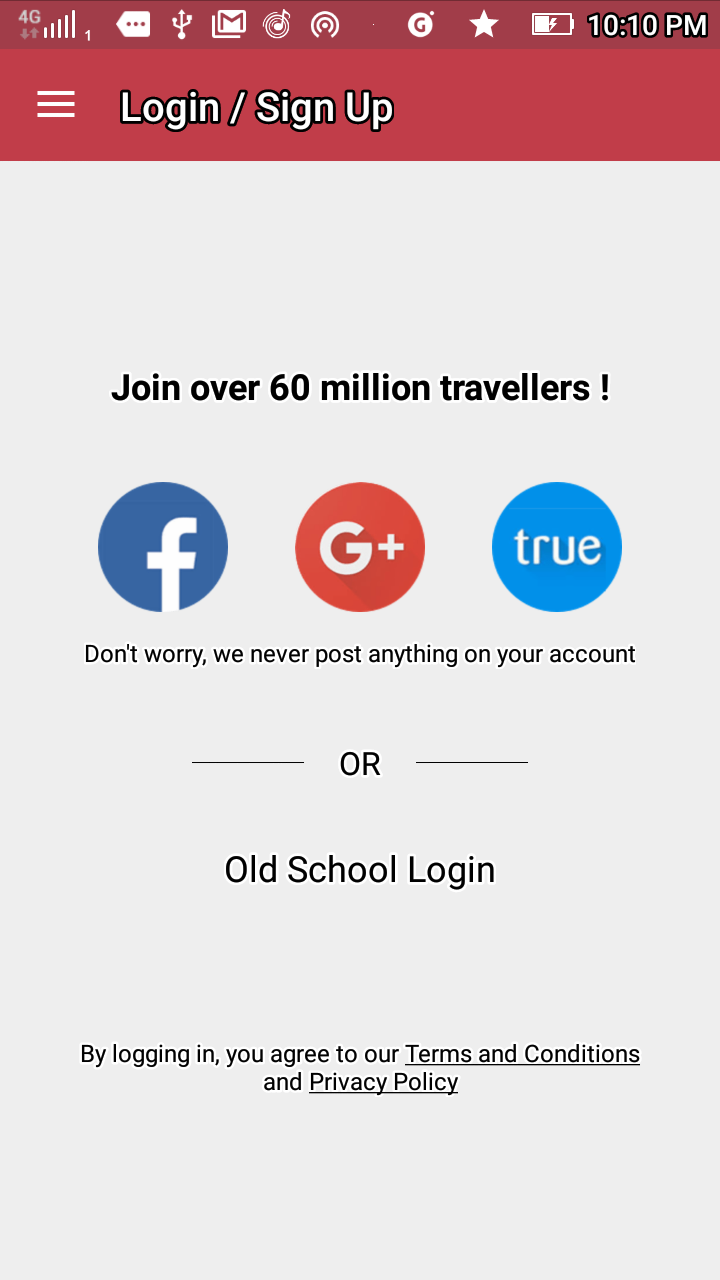 4G 1 10:10 PM
Login / Sign Up
Join over 60 million travellers !
f G+ true
Don't worry, we never post anything on your account
OR
Old School Login
By logging in, you agree to our Terms and Conditions
and Privacy Policy